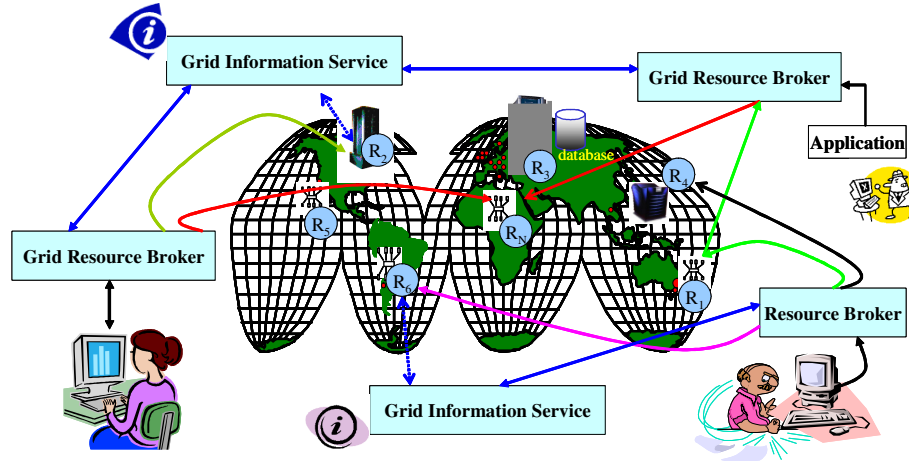 Grid Information Service
Grid Resource Broker
Application
database
R2
R3
R4
R5
RN
R6
R1
Grid Resource Broker
Resource Broker
Grid Information Service